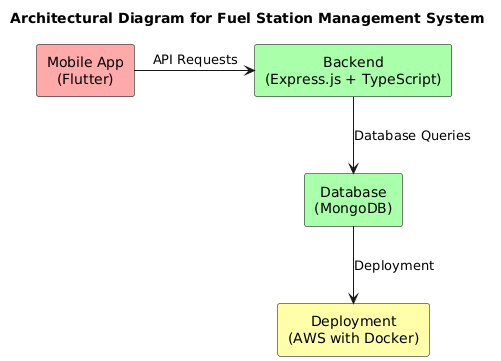 Architectural Diagram for Fuel Station Management System
Mobile App
(Flutter)
API Requests
Backend
(Express.js + TypeScript)
Database Queries
Database
(MongoDB)
Deployment
Deployment
(AWS with Docker)